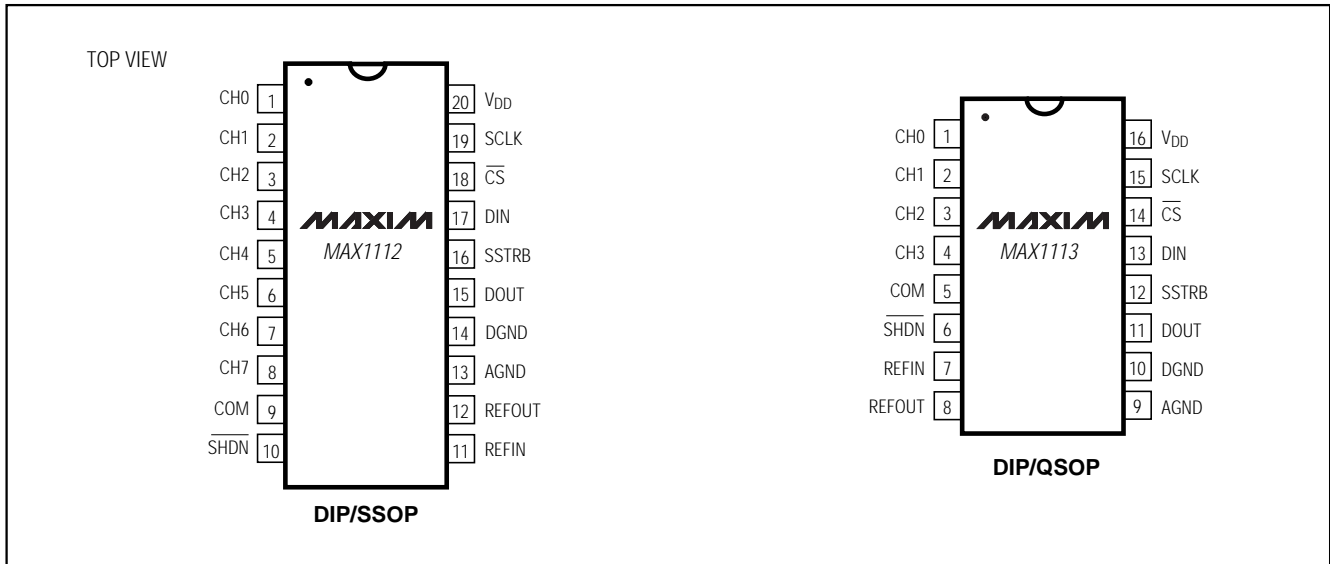 TOP VIEW
CH0 1
CH1 2
CH2 3
CH3 4
CH4 5
CH5 6
CH6 7
CH7 8
COM 9
SHDN 10
MAXIM
MAX1112
20 VDD
19 SCLK
18 CS
17 DIN
16 SSTRB
15 DOUT
14 DGND
13 AGND
12 REFOUT
11 REFIN
DIP/SSOP
CH0 1
CH1 2
CH2 3
CH3 4
COM 5
SHDN 6
REFIN 7
REFOUT 8
MAXIM
MAX1113
16 VDD
15 SCLK
14 CS
13 DIN
12 SSTRB
11 DOUT
10 DGND
9 AGND
DIP/QSOP